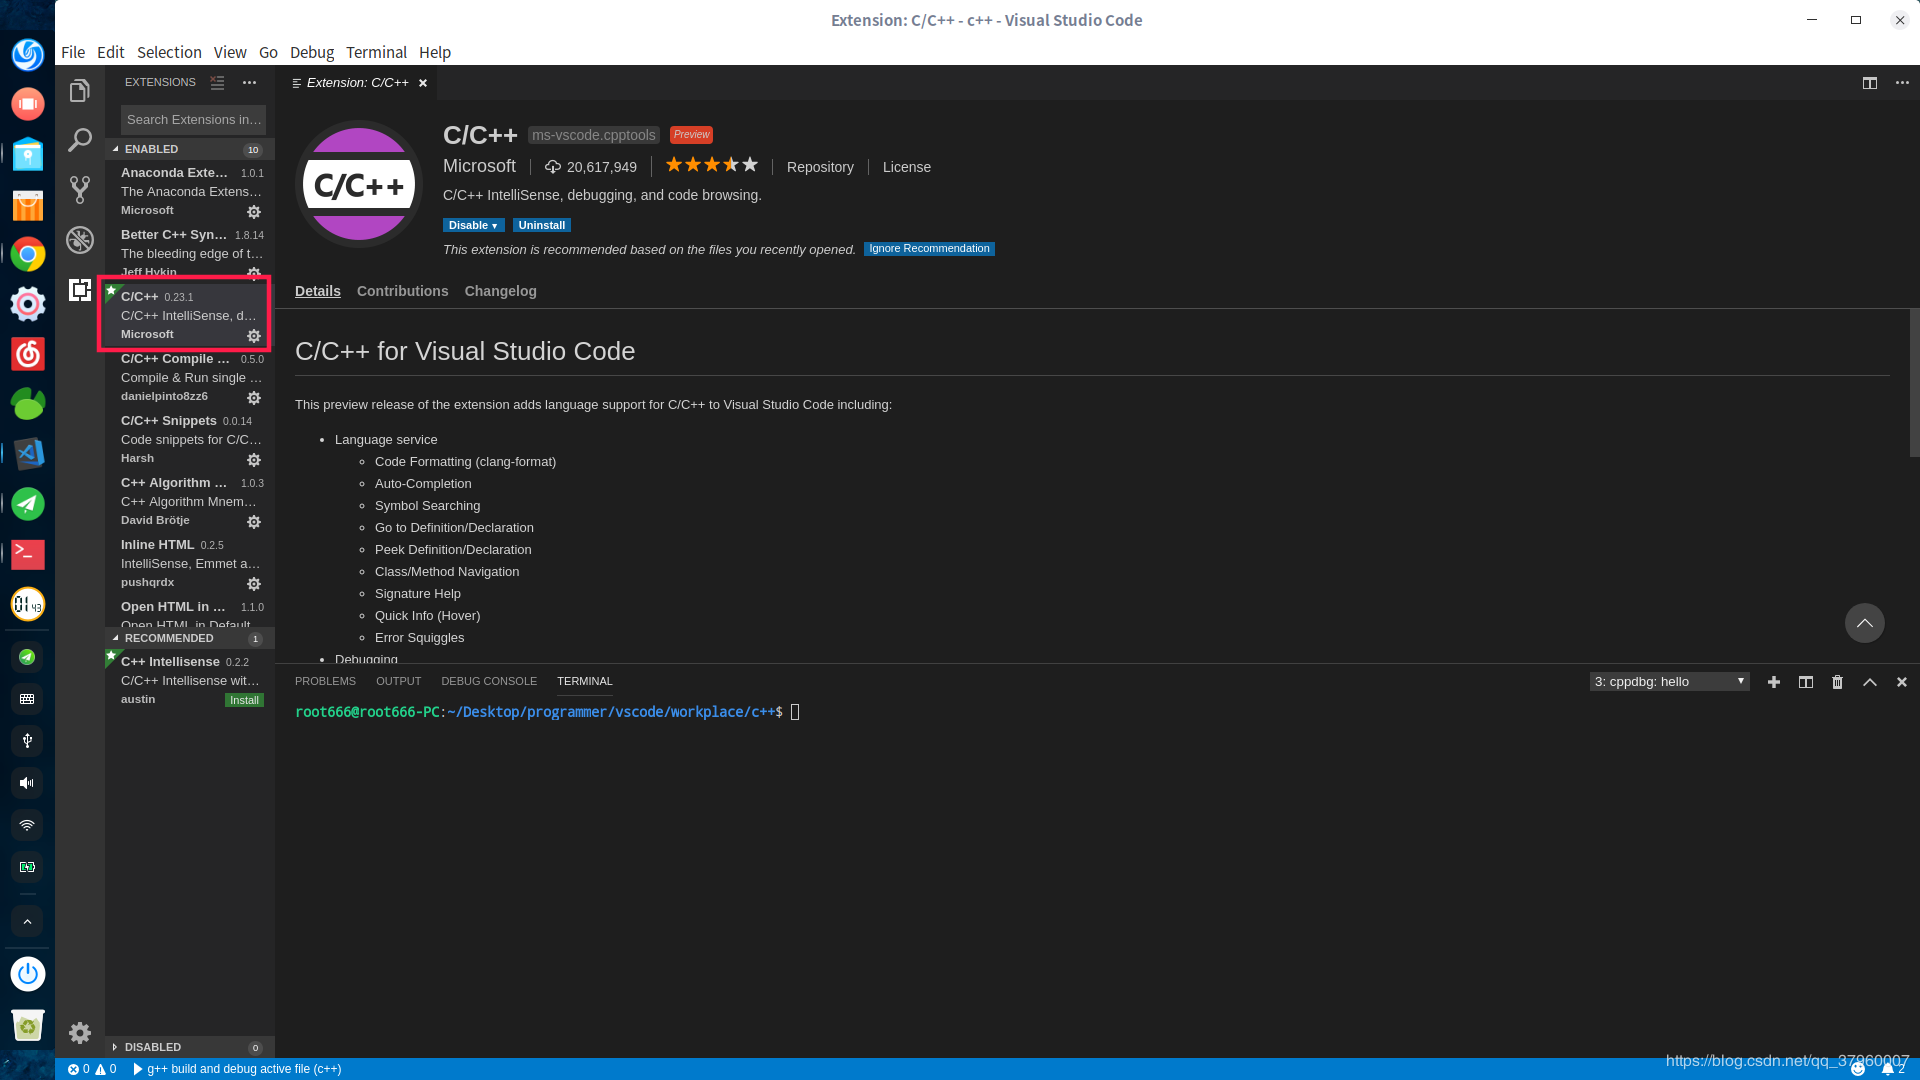 Extension: C/C++ - c++ - Visual Studio Code
File Edit Selection View Go Debug Terminal Help
EXTENSIONS
Search Extensions in...
ENABLED 10
Anaconda Exte... 1.0.1
The Anaconda Extens...
Microsoft
Better C++ Syn... 1.8.14
The bleeding edge of t...
Jeff Hykin
C/C++ 0.23.1
C/C++ IntelliSense, d...
Microsoft
C/C++ Compile ... 0.5.0
Compile & Run single ...
danielpinto8zz6
C/C++ Snippets 0.0.14
Code snippets for C/C...
Harsh
C++ Algorithm ... 1.0.3
C++ Algorithm Mnem...
David Brötje
Inline HTML 0.2.5
IntelliSense, Emmet a...
pushqrdx
Open HTML in ... 1.1.0
Open HTML in Default
RECOMMENDED 1
C++ Intellisense 0.2.2
C/C++ Intellisense wit...
austin Install
DISABLED 0
Extension: C/C++
C/C++
C/C++ ms-vscode.cpptools Preview
Microsoft 20,617,949 Repository License
C/C++ IntelliSense, debugging, and code browsing.
Disable Uninstall
This extension is recommended based on the files you recently opened. Ignore Recommendation
Details Contributions Changelog
C/C++ for Visual Studio Code
This preview release of the extension adds language support for C/C++ to Visual Studio Code including:
• Language service
Code Formatting (clang-format)
Auto-Completion
Symbol Searching
Go to Definition/Declaration
Peek Definition/Declaration
Class/Method Navigation
Signature Help
Quick Info (Hover)
Error Squiggles
• Debugging
PROBLEMS OUTPUT DEBUG CONSOLE TERMINAL 3: cppdbg: hello
root666@root666-PC:~/Desktop/programmer/vscode/workplace/c++$
01 43
0 0 g++ build and debug active file (c++) 2
https://blog.csdn.net/qq_37960007